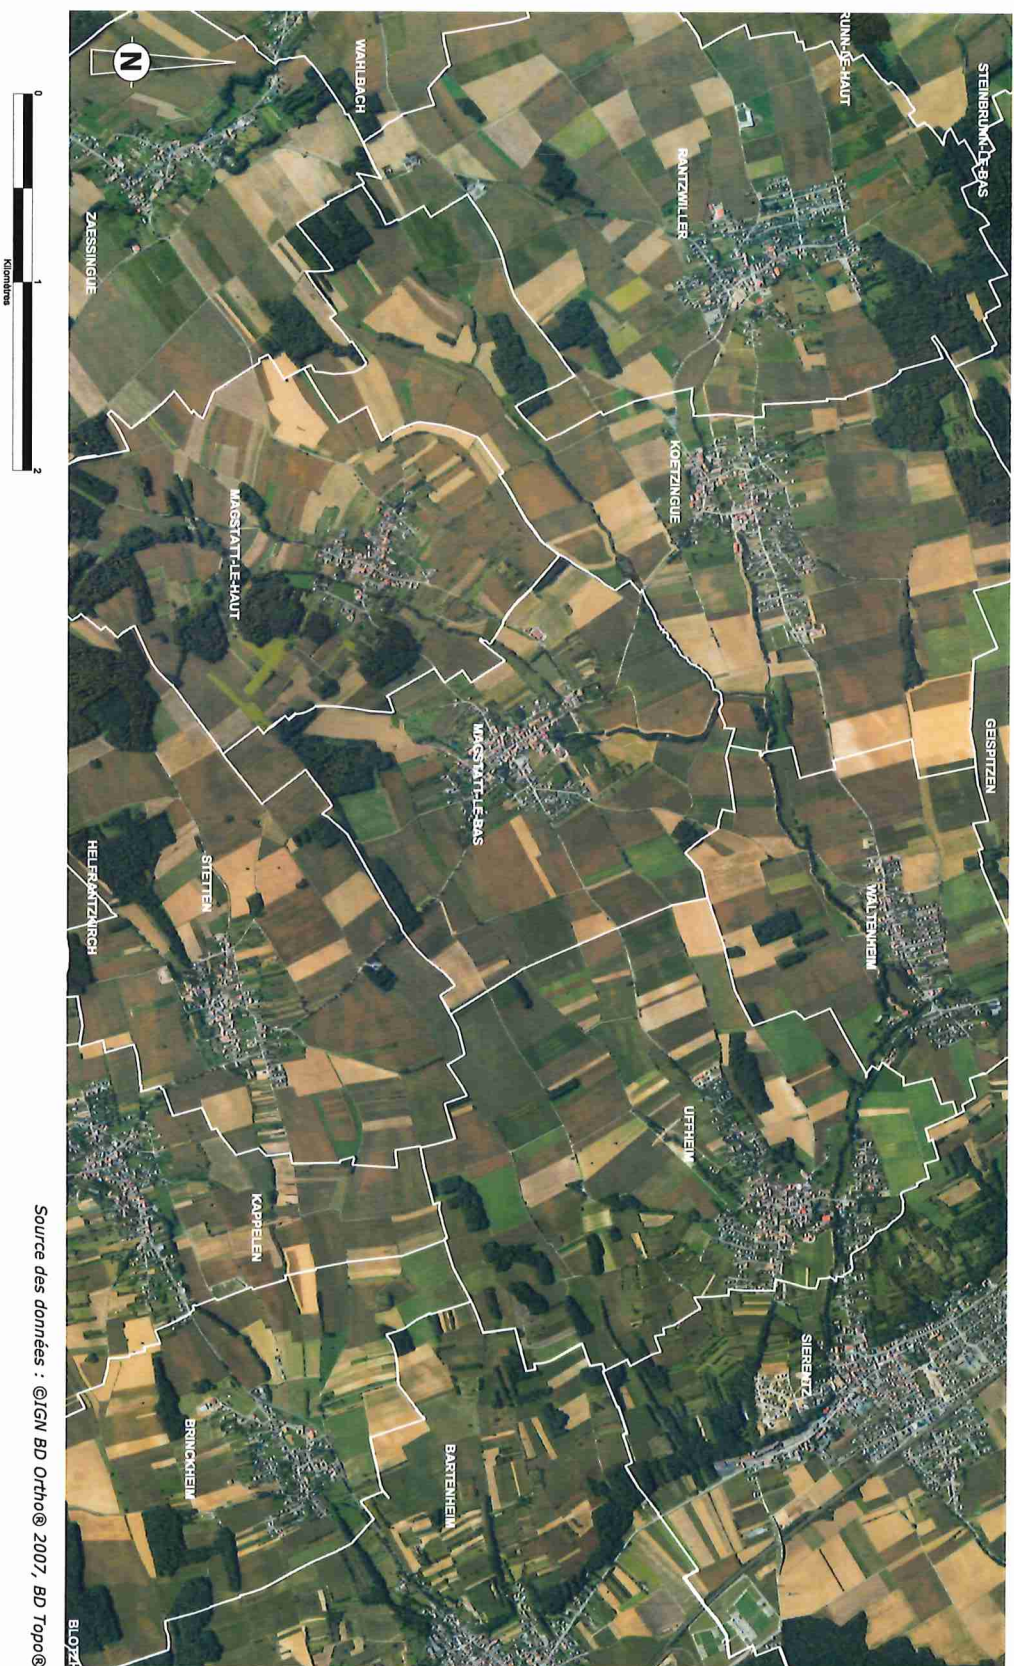 STEINBRUNN-LE-BAS
RUNN-LE-HAUT
RANTZWILLER
WAHLBACH
N
ZAESSINGUE
KOETZINGUE
MAGSTATT-LE-HAUT
GEISPITZEN
MAGSTATT-LE-BAS
WALTENHEIM
STETTEN
HELFRANTZKIRCH
UFFHEIM
KAPPELEN
SIERENTZ
BARTENHEIM
BRINCKHEIM
BLOTZ
0
1
2
Kilomètres
Source des données : ©IGN BD Ortho® 2007, BD Topo®